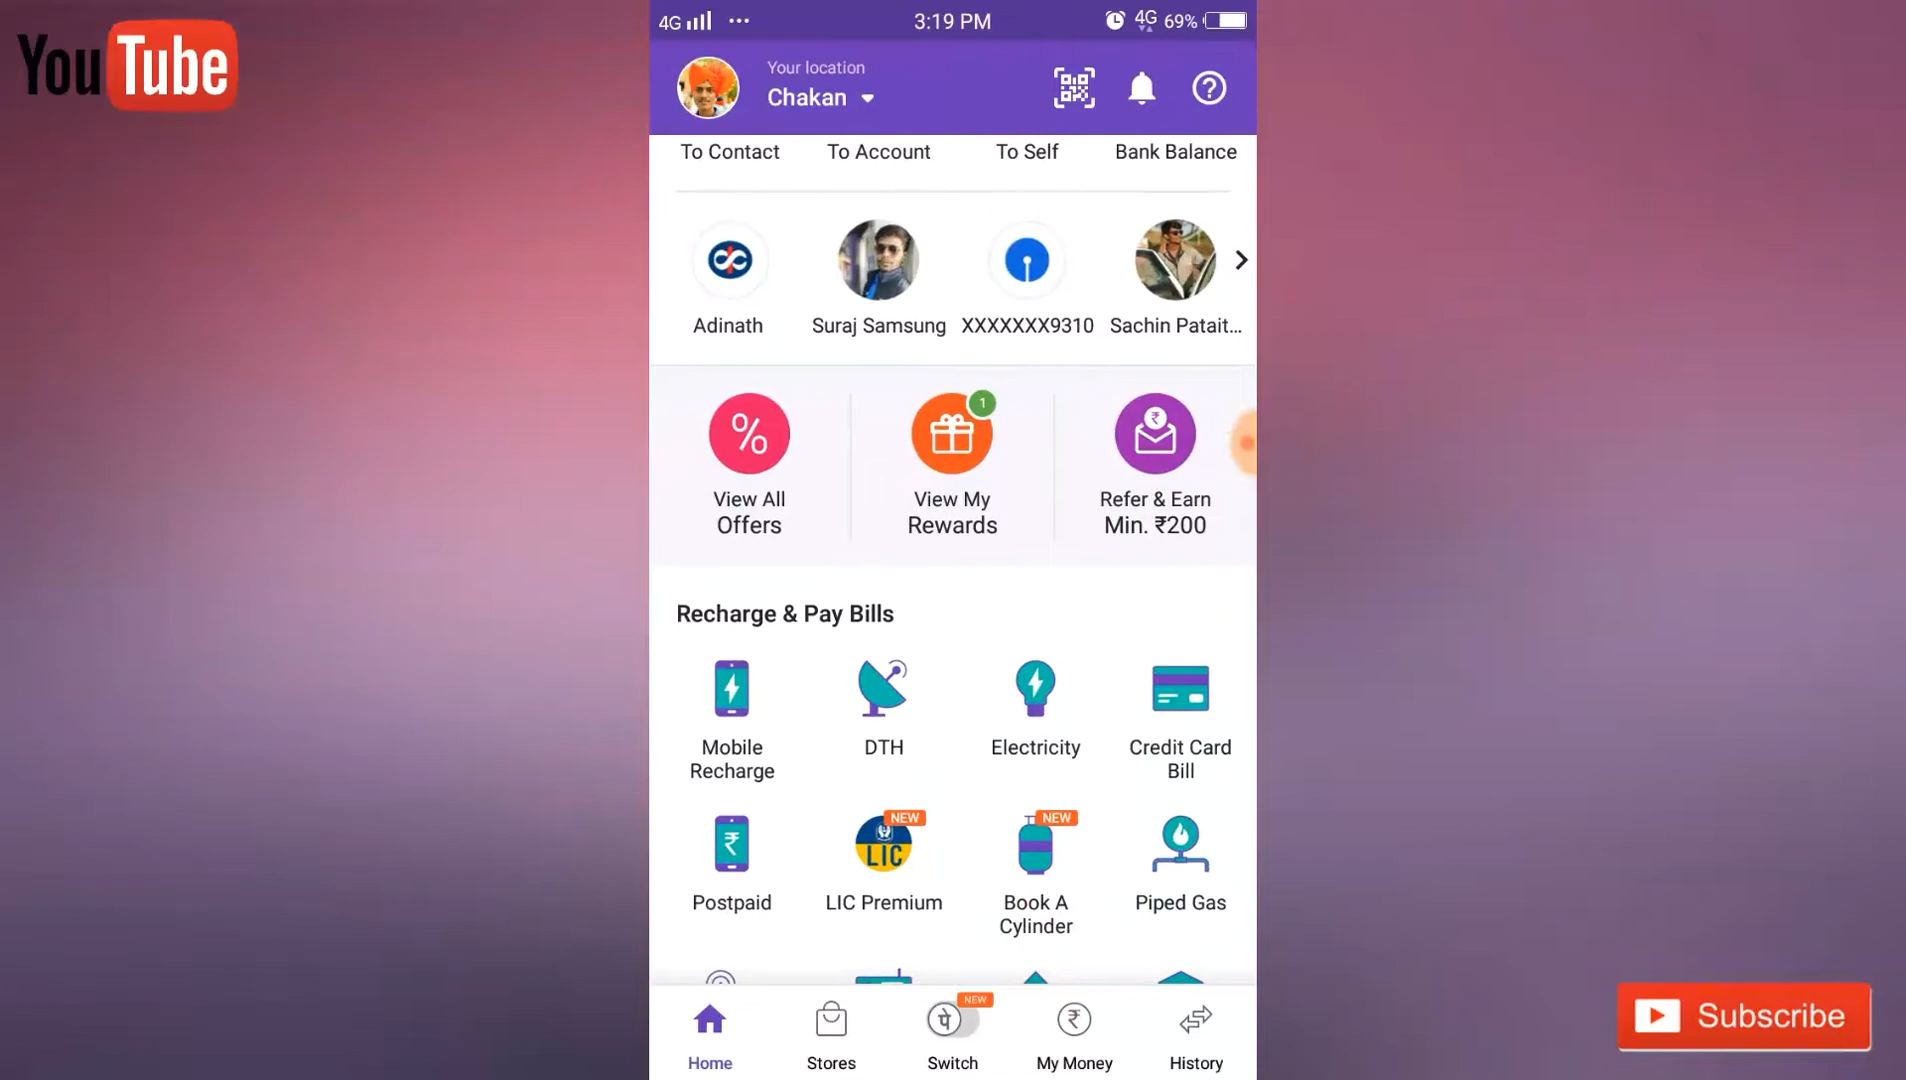 YouTube
4G
3:19 PM
4G 69%
Your location
Chakan
To Contact
To Account
To Self
Bank Balance
Adinath
Suraj Samsung
XXXXXXX9310
Sachin Patait...
%
1
₹
View All
Offers
View My
Rewards
Refer & Earn
Min. ₹200
Recharge & Pay Bills
Mobile
Recharge
DTH
Electricity
Credit Card
Bill
₹
NEW
LIC
NEW
Postpaid
LIC Premium
Book A
Cylinder
Piped Gas
NEW
पे
₹
Home
Stores
Switch
My Money
History
Subscribe